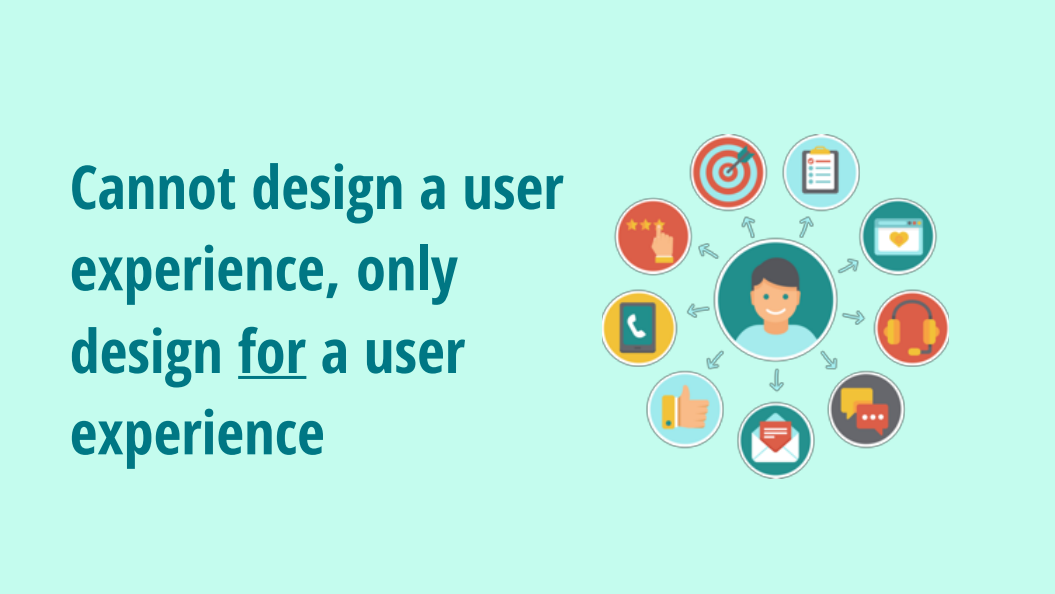 Cannot design a user
experience, only
design for a user
experience